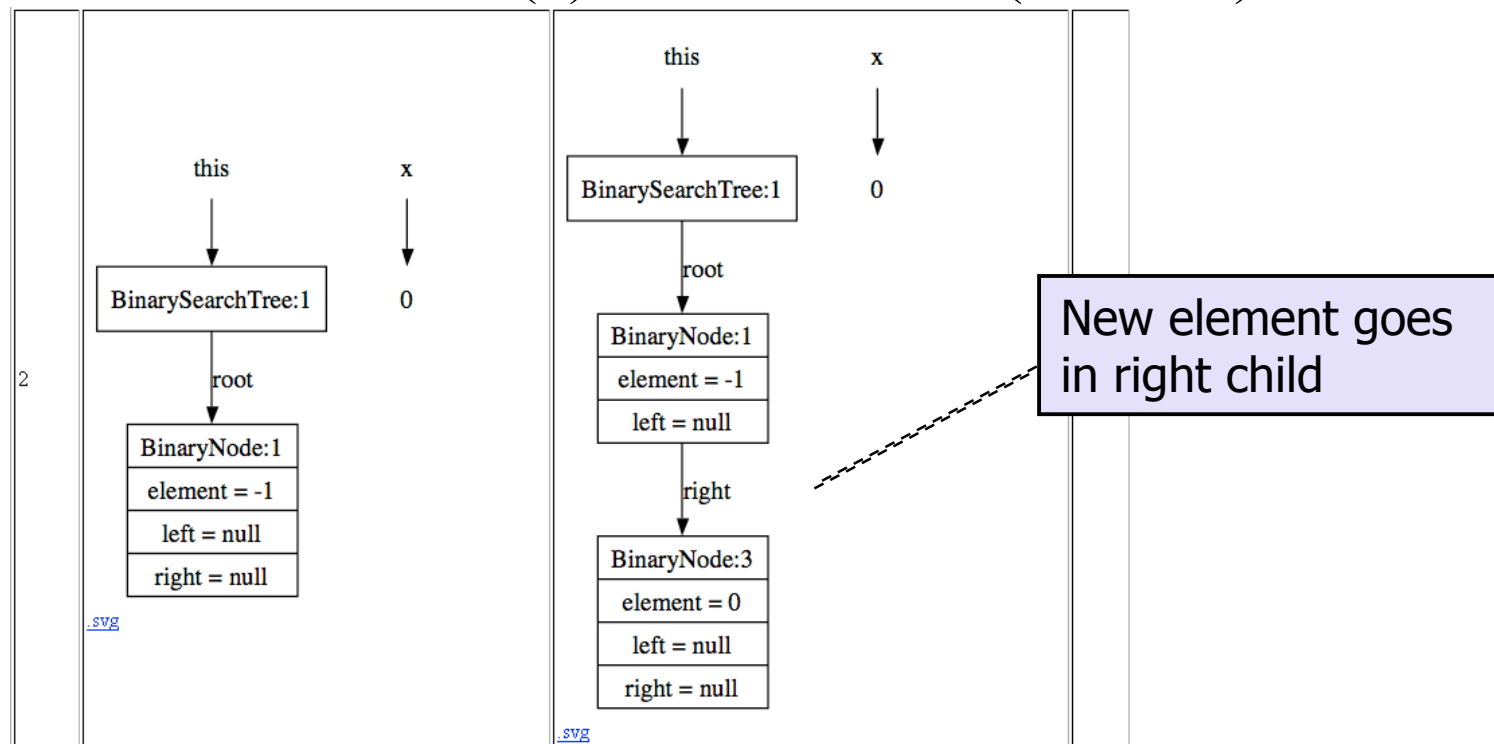 2
this
x
BinarySearchTree:1
0
root
BinaryNode:1
element = -1
left = null
right = null
.svg
this
x
BinarySearchTree:1
0
root
BinaryNode:1
element = -1
left = null
right
BinaryNode:3
element = 0
left = null
right = null
.svg
New element goes
in right child